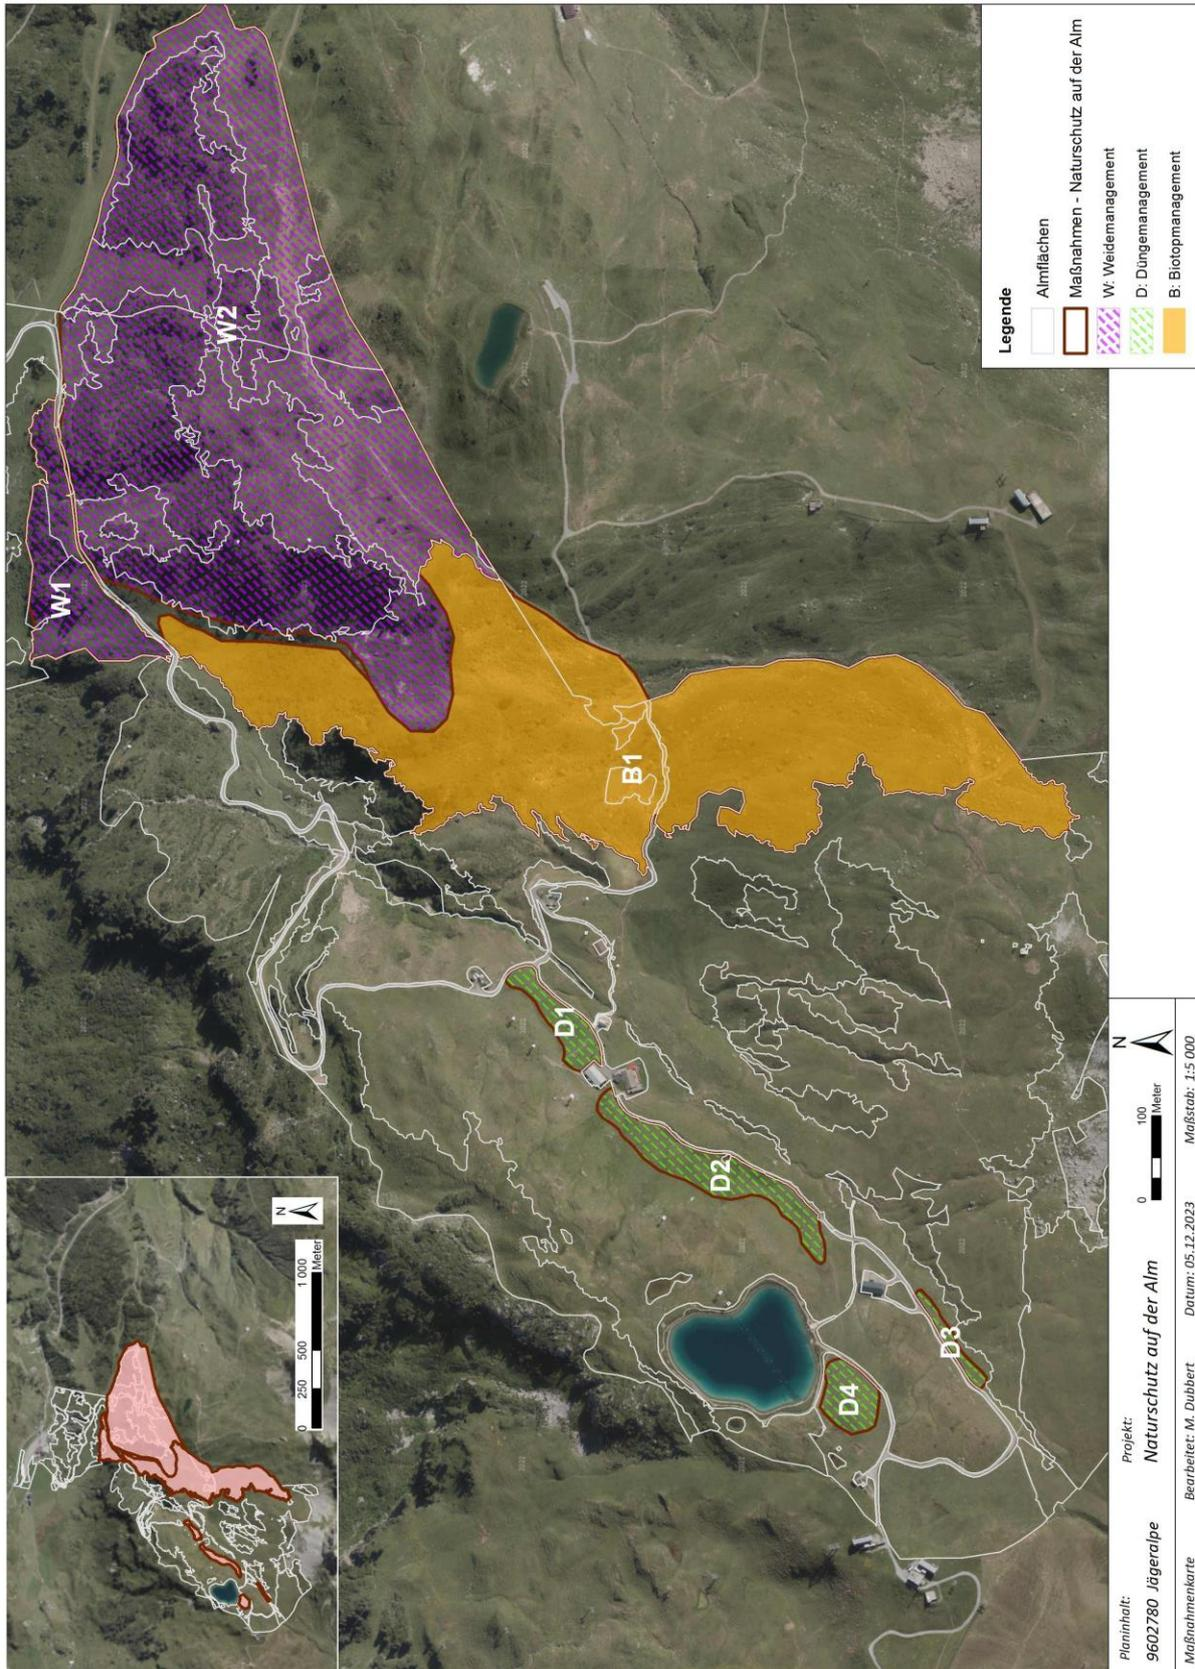 W1
W2
B1
D1
D2
D3
D4
N
0 250 500 1 000
Meter
Legende
Almflächen
Maßnahmen - Naturschutz auf der Alm
W: Weidemanagement
D: Düngemanagement
B: Biotopmanagement
Planinhalt:
9602780 Jägeralpe
Projekt:
Naturschutz auf der Alm
0 100
Meter
N
Maßnahmenkarte
Bearbeitet: M. Dubbert
Datum: 05.12.2023
Maßstab: 1:5 000